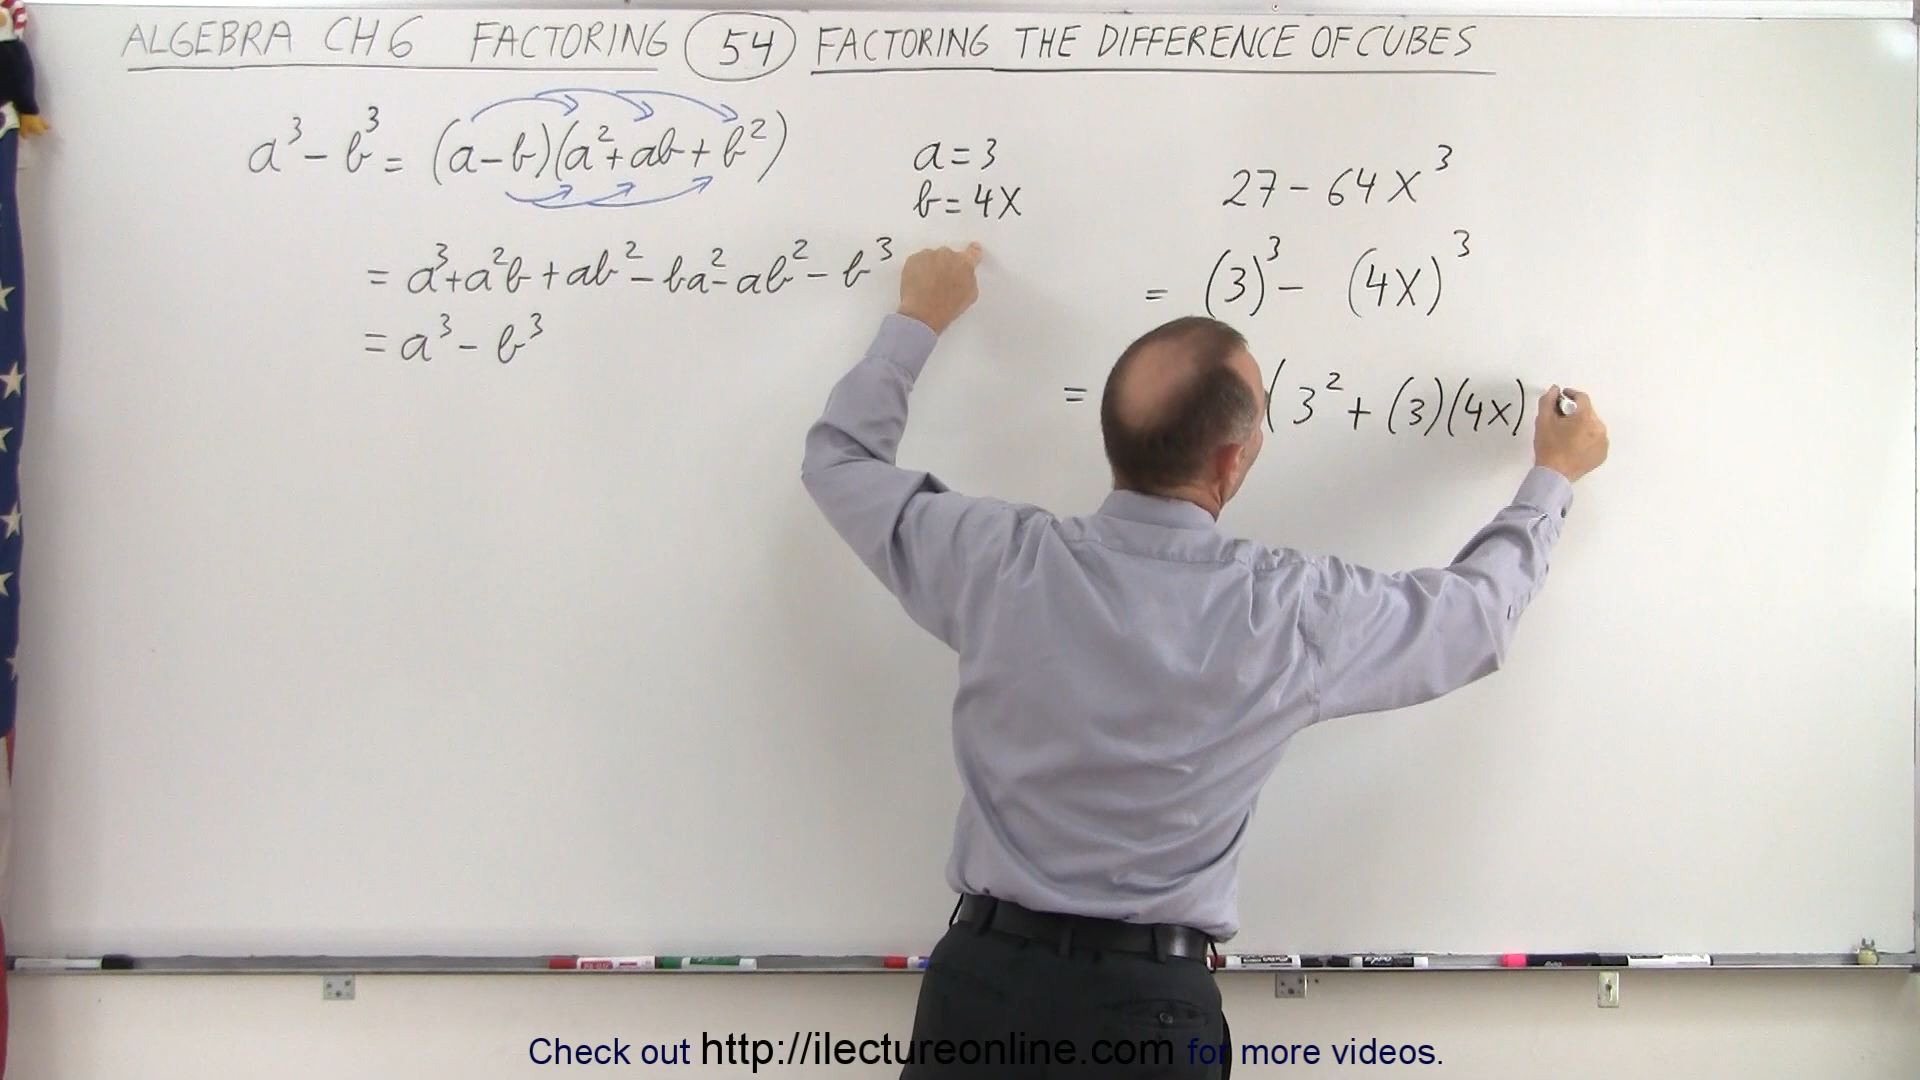 ALGEBRA CH 6 FACTORING 54 FACTORING THE DIFFERENCE OF CUBES
a³ - b³ = (a-b)(a²+ab+b²)
= a³+a²b+ab²-ba²-ab²-b³
= a³ - b³
a=3
b=4X
27-64X³
= (3)³ - (4X)³
= (3²+(3)(4X)
Check out http://ilectureonline.com for more videos.